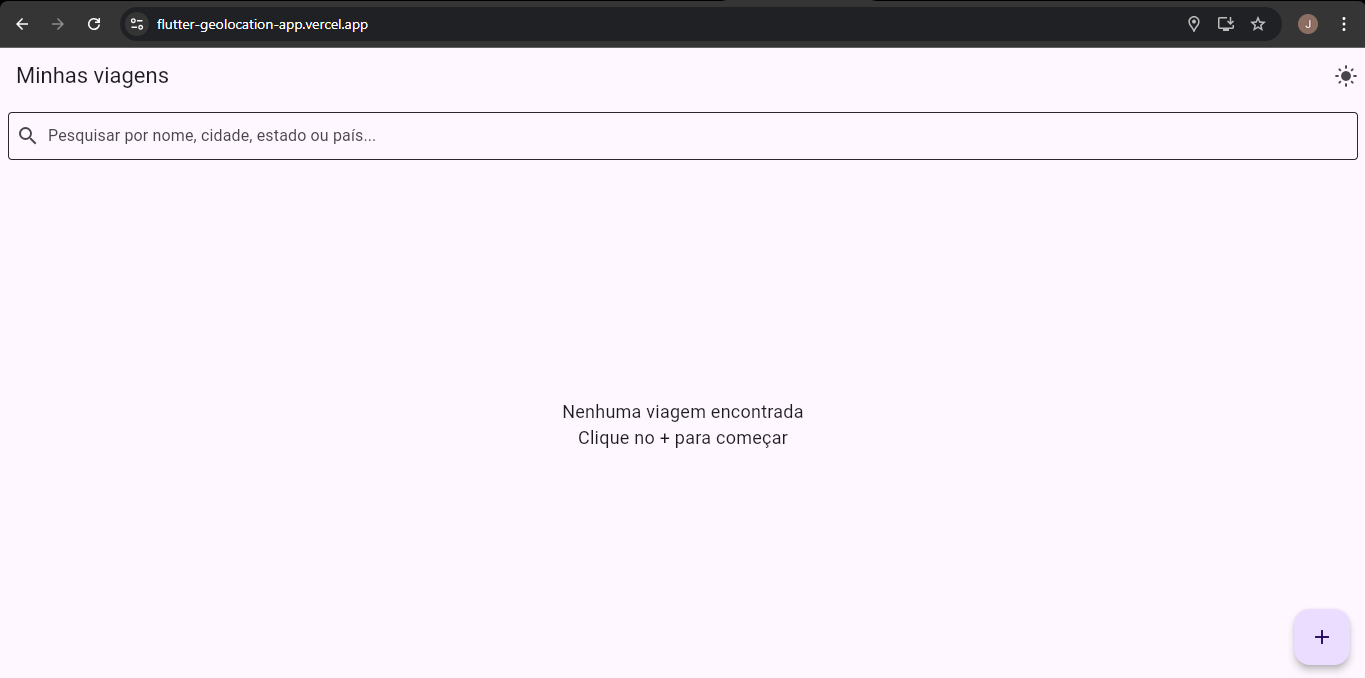 flutter-geolocation-app.vercel.app
J
Minhas viagens
Pesquisar por nome, cidade, estado ou país...
Nenhuma viagem encontrada
Clique no + para começar
+